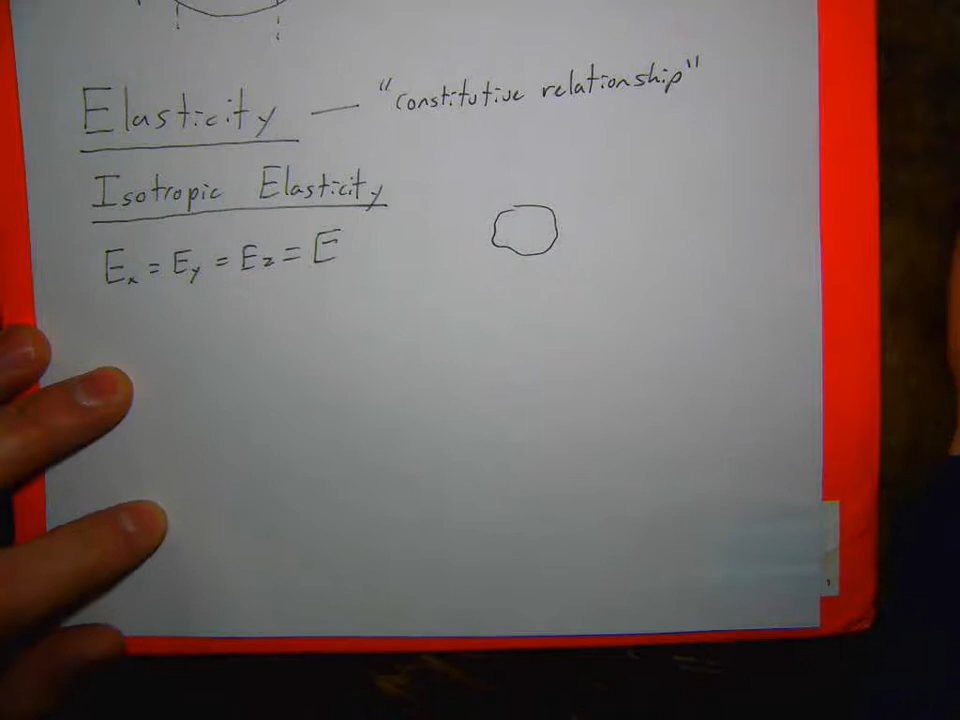 Elasticity — "constitutive relationship"
Isotropic Elasticity
Eₓ = Ey = Ez = E